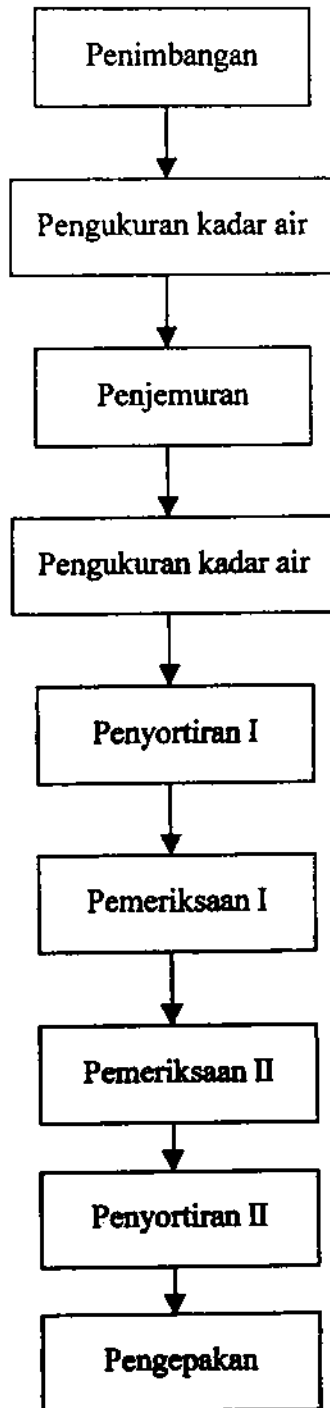 Penimbangan
Pengukuran kadar air
Penjemuran
Pengukuran kadar air
Penyortiran I
Pemeriksaan I
Pemeriksaan II
Penyortiran II
Pengepakan